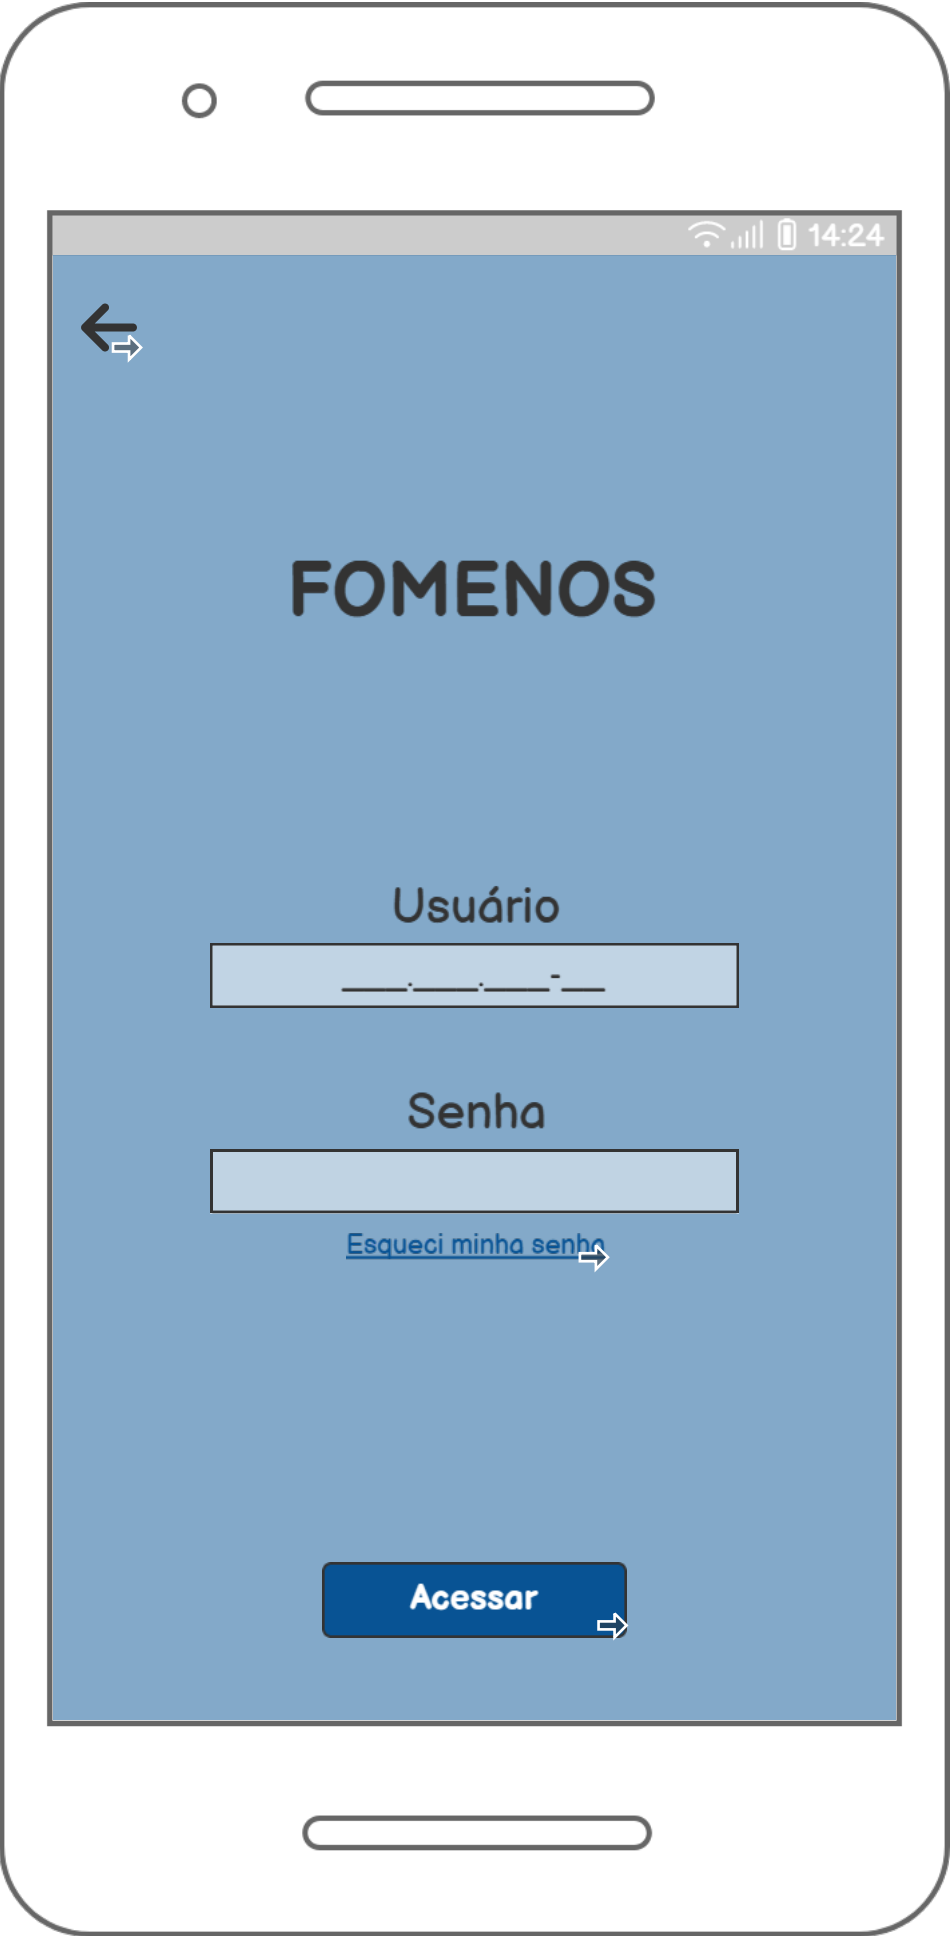 14:24
FOMENOS
Usuário
___.___.___-__
Senha
Esqueci minha senha
Acessar